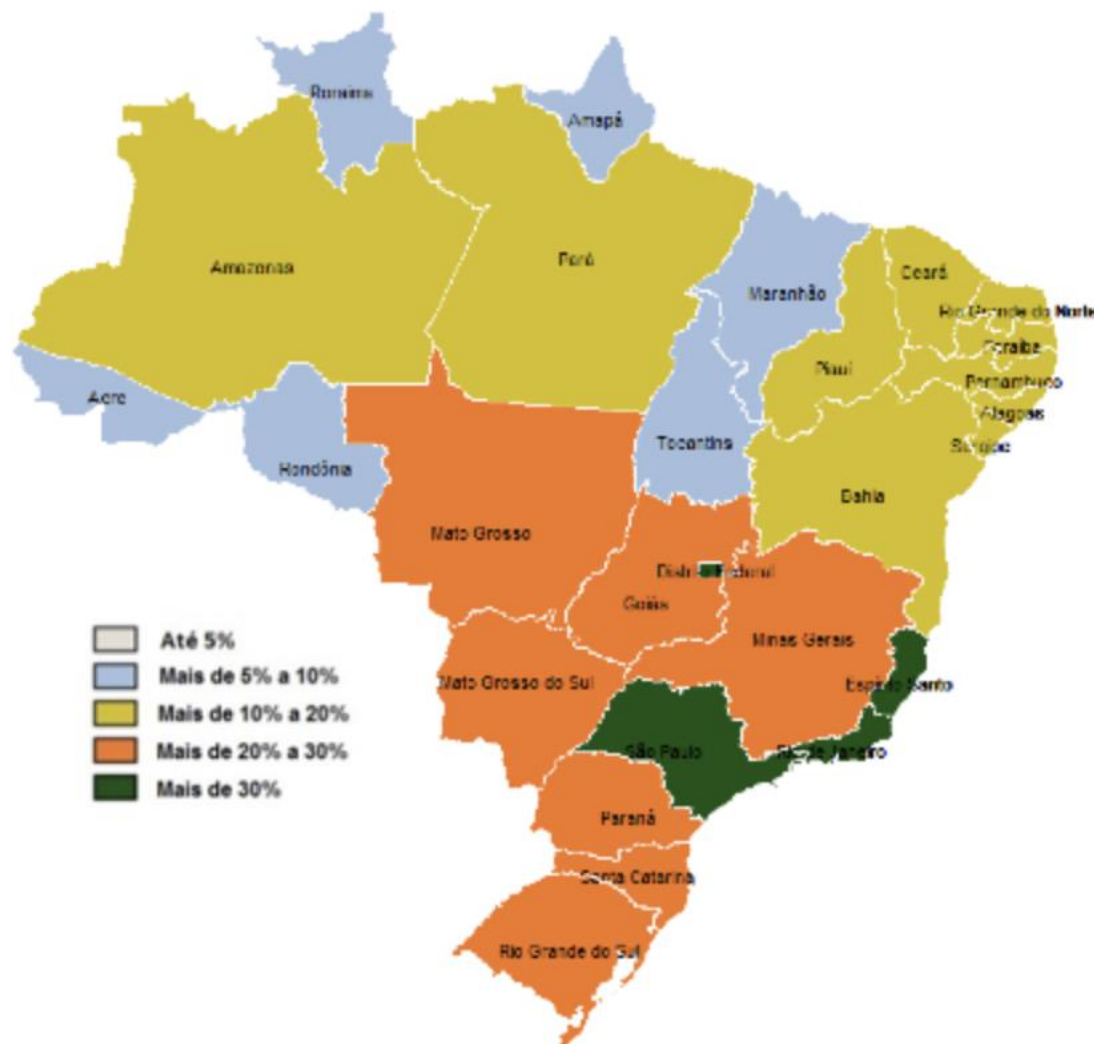 Roraima
Amapá
Amazonas
Pará
Maranhão
Ceará
Rio Grande do Norte
Paraíba
Piauí
Pernambuco
Acre
Alagoas
Tocantins
Sergipe
Rondônia
Bahia
Mato Grosso
Distrito Federal
Goiás
Minas Gerais
Mato Grosso do Sul
Espírito Santo
São Paulo
Rio de Janeiro
Paraná
Santa Catarina
Rio Grande do Sul
Até 5%
Mais de 5% a 10%
Mais de 10% a 20%
Mais de 20% a 30%
Mais de 30%